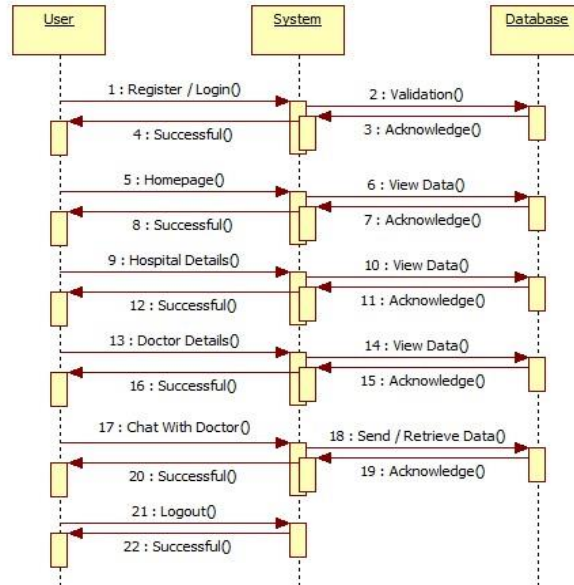 User
System
Database
1 : Register / Login()
2 : Validation()
3 : Acknowledge()
4 : Successful()
5 : Homepage()
6 : View Data()
7 : Acknowledge()
8 : Successful()
9 : Hospital Details()
10 : View Data()
11 : Acknowledge()
12 : Successful()
13 : Doctor Details()
14 : View Data()
15 : Acknowledge()
16 : Successful()
17 : Chat With Doctor()
18 : Send / Retrieve Data()
19 : Acknowledge()
20 : Successful()
21 : Logout()
22 : Successful()